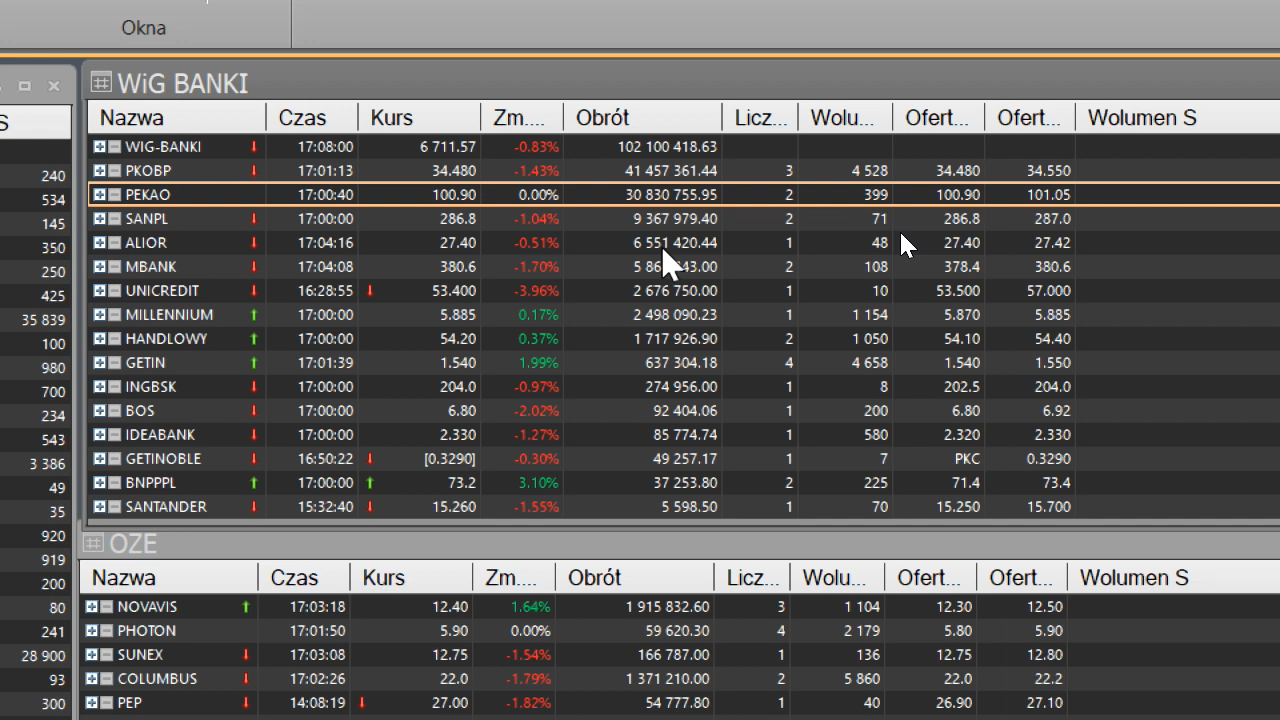 Okna
S
240
534
145
350
250
425
35 839
100
980
700
234
543
3 386
49
35
920
919
200
80
241
28 900
93
300
WiG BANKI
Nazwa Czas Kurs Zm.... Obrót Licz... Wolu... Ofert... Ofert... Wolumen S
WIG-BANKI 17:08:00 6 711.57 -0.83% 102 100 418.63
PKOBP 17:01:13 34.480 -1.43% 41 457 361.44 3 4 528 34.480 34.550
PEKAO 17:00:40 100.90 0.00% 30 830 755.95 2 399 100.90 101.05
SANPL 17:00:00 286.8 -1.04% 9 367 979.40 2 71 286.8 287.0
ALIOR 17:04:16 27.40 -0.51% 6 551 420.44 1 48 27.40 27.42
MBANK 17:04:08 380.6 -1.70% 2 108 378.4 380.6
UNICREDIT 16:28:55 53.400 -3.96% 2 676 750.00 1 10 53.500 57.000
MILLENNIUM 17:00:00 5.885 0.17% 2 498 090.23 1 1 154 5.870 5.885
HANDLOWY 17:00:00 54.20 0.37% 1 717 926.90 2 1 050 54.10 54.40
GETIN 17:01:39 1.540 1.99% 637 304.18 4 4 658 1.540 1.550
INGBSK 17:00:00 204.0 -0.97% 274 956.00 1 8 202.5 204.0
BOS 17:00:00 6.80 -2.02% 92 404.06 1 200 6.80 6.92
IDEABANK 17:00:00 2.330 -1.27% 85 774.74 1 580 2.320 2.330
GETINOBLE 16:50:22 [0.3290] -0.30% 49 257.17 1 7 PKC 0.3290
BNPPPL 17:00:00 73.2 3.10% 37 253.80 2 225 71.4 73.4
SANTANDER 15:32:40 15.260 -1.55% 5 598.50 1 70 15.250 15.700
OZE
Nazwa Czas Kurs Zm.... Obrót Licz... Wolu... Ofert... Ofert... Wolumen S
NOVAVIS 17:03:18 12.40 1.64% 1 915 832.60 3 1 104 12.30 12.50
PHOTON 17:01:50 5.90 0.00% 59 620.30 4 2 179 5.80 5.90
SUNEX 17:03:08 12.75 -1.54% 166 787.00 1 136 12.75 12.80
COLUMBUS 17:02:26 22.0 -1.79% 1 371 210.00 2 5 860 22.0 22.2
PEP 14:08:19 27.00 -1.82% 54 777.80 1 40 26.90 27.10